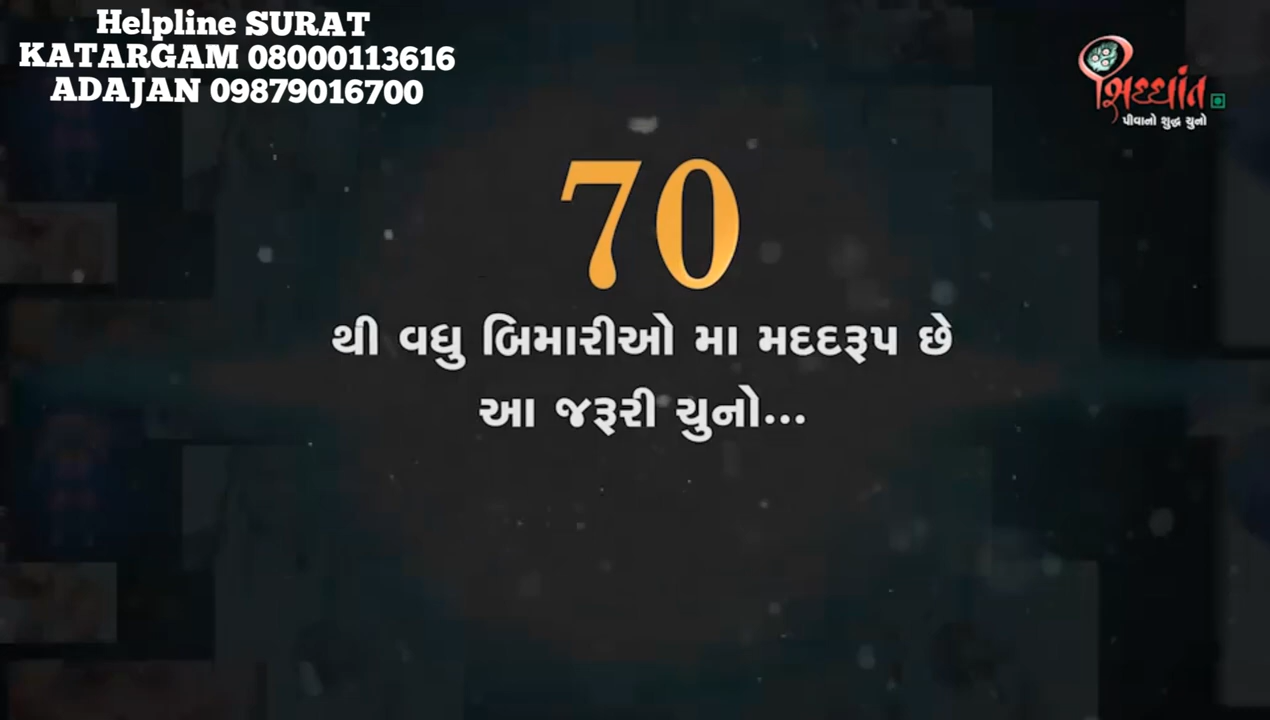 Helpline SURAT
KATARGAM 08000113616
ADAJAN 09879016700
સિધ્ધાંત
પીવાનો શુદ્ધ ચુનો
70
થી વધુ બિમારીઓ મા મદદરૂપ છે
આ જરૂરી ચુનો...